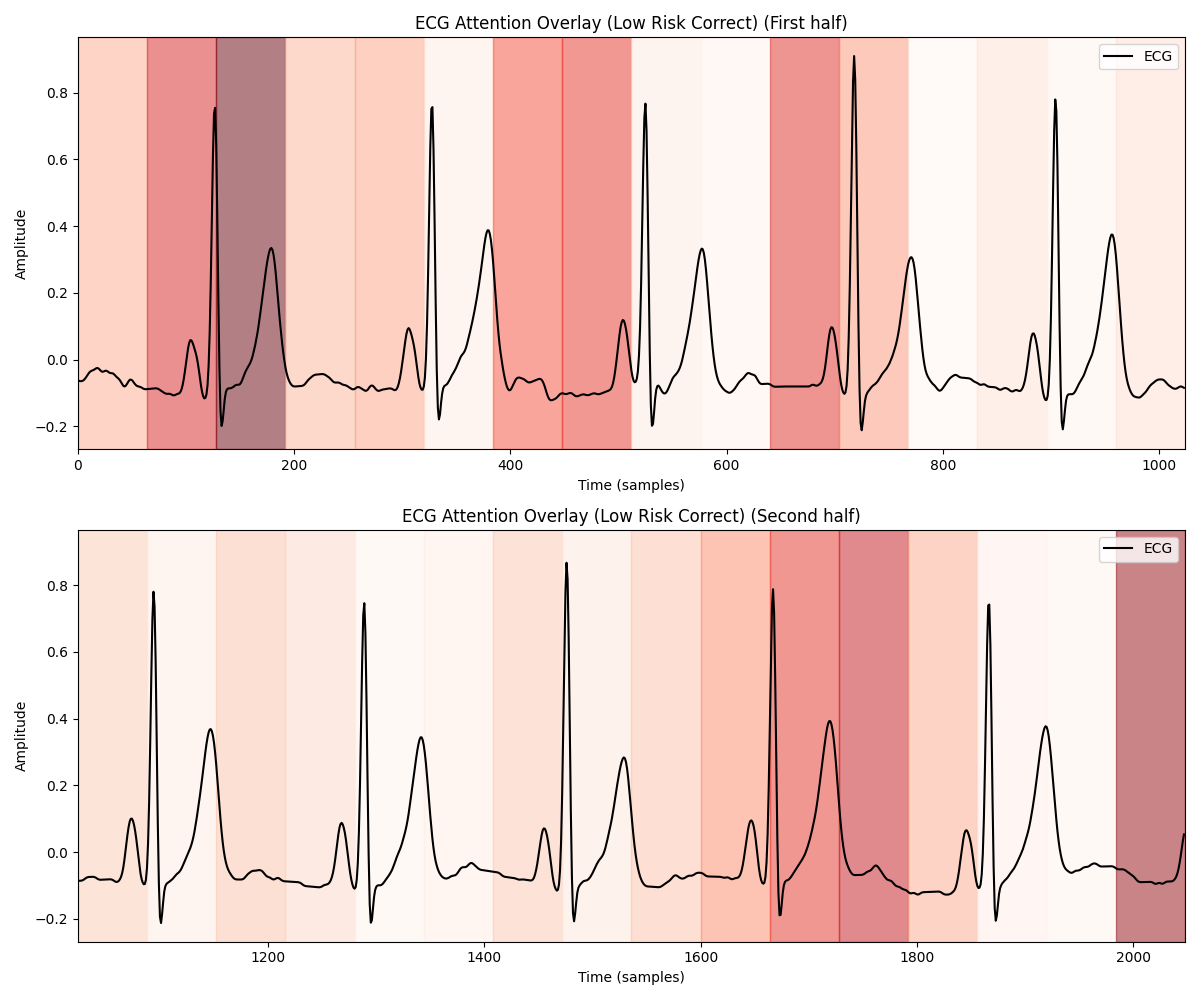 ECG Attention Overlay (Low Risk Correct) (First half)
ECG
Amplitude
0.8
0.6
0.4
0.2
0.0
−0.2
0 200 400 600 800 1000
Time (samples)
ECG Attention Overlay (Low Risk Correct) (Second half)
ECG
Amplitude
0.8
0.6
0.4
0.2
0.0
−0.2
1200 1400 1600 1800 2000
Time (samples)